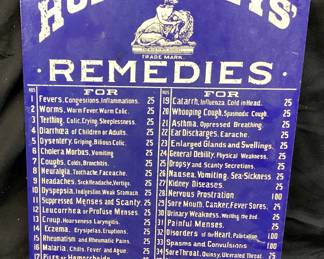 HUMPHREYS'
TRADE MARK.
· REMEDIES ·
NOS FOR
1 Fevers, Congestions, Inflammations. 25
2 Worms, Worm Fever, Worm Colic. 25
3 Teething, Colic, Crying, Sleeplessness. 25
4 Diarrhœa of Children or Adults. 25
5 Dysentery, Griping, Bilious Colic. 25
6 Cholera Morbus, Vomiting 25
7 Coughs, Colds, Bronchitis. 25
8 Neuralgia, Toothache, Faceache. 25
9 Headaches, Sick Headache, Vertigo. 25
10 Dyspepsia, Indigestion, Weak Stomach 25
11 Suppressed Menses and Scanty. 25
12 Leucorrhea or Profuse Menses 25
13 Croup, Hoarseness, Laryngitis. 25
14 Eczema, Erysipelas, Eruptions. 25
15 Rheumatism and Rheumatic Pains. 25
16 Malaria, Chills, Fever and Ague. 25
17 Piles or Hemorrhoids
NOS FOR
19 Catarrh, Influenza, Cold in Head. 25
20 Whooping Cough, Spasmodic Cough. 25
21 Asthma, Oppressed Breathing. 25
22 Ear Discharges, Earache. 25
23 Enlarged Glands and Swellings. 25
24 General Debility, Physical Weakness. 25
25 Dropsy and Scanty Secretions 25
26 Nausea, Vomiting, Sea-Sickness 25
27 Kidney Diseases. 25
28 Nervous Prostration 100
29 Sore Mouth, Canker, Fever Sores. 25
30 Urinary Weakness, Wetting the Bed. 25
31 Painful Menses. 25
32 Disorders of the Heart, Palpitation 100
33 Spasms and Convulsions 100
34 Sore Throat, Quinsy, Ulcerated Throat 25